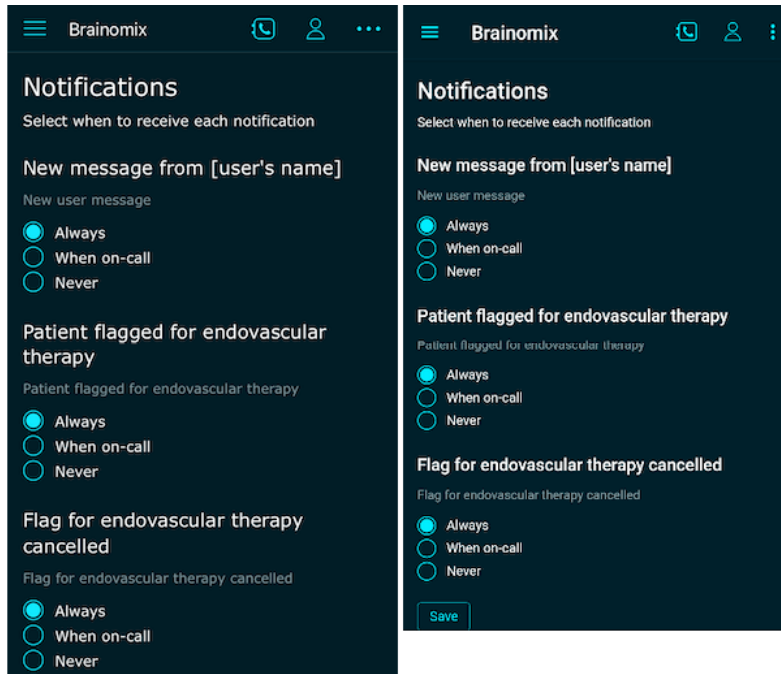 Brainomix
Notifications
Select when to receive each notification
New message from [user's name]
New user message
Always
When on-call
Never
Patient flagged for endovascular
therapy
Patient flagged for endovascular therapy
Always
When on-call
Never
Flag for endovascular therapy
cancelled
Flag for endovascular therapy cancelled
Always
When on-call
Never
Brainomix
Notifications
Select when to receive each notification
New message from [user's name]
New user message
Always
When on-call
Never
Patient flagged for endovascular therapy
Patient flagged for endovascular therapy
Always
When on-call
Never
Flag for endovascular therapy cancelled
Flag for endovascular therapy cancelled
Always
When on-call
Never
Save